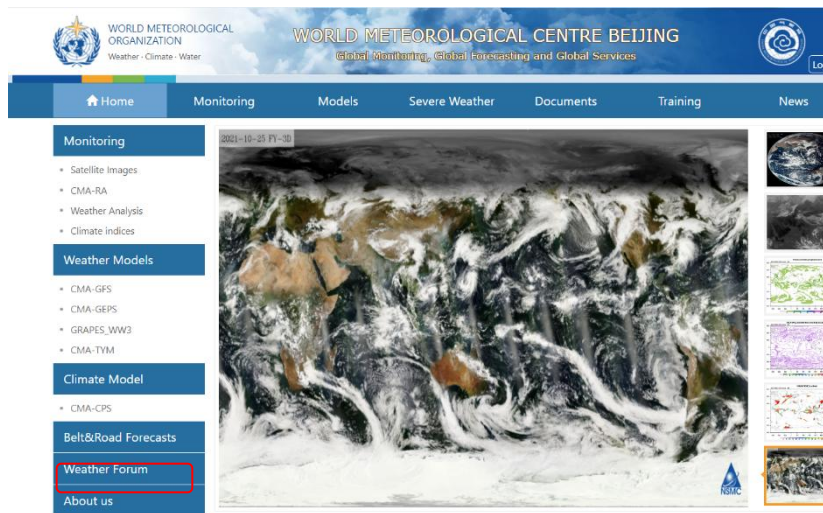 WORLD METEOROLOGICAL
ORGANIZATION
Weather · Climate · Water
WORLD METEOROLOGICAL CENTRE BEIJING
Global Monitoring, Global Forecasting and Global Services
Lo
Home Monitoring Models Severe Weather Documents Training News
Monitoring
Satellite Images
CMA-RA
Weather Analysis
Climate indices
Weather Models
CMA-GFS
CMA-GEPS
GRAPES_WW3
CMA-TYM
Climate Model
CMA-CPS
Belt&Road Forecasts
Weather Forum
About us
2021-10-25 FY-3D
NSMC